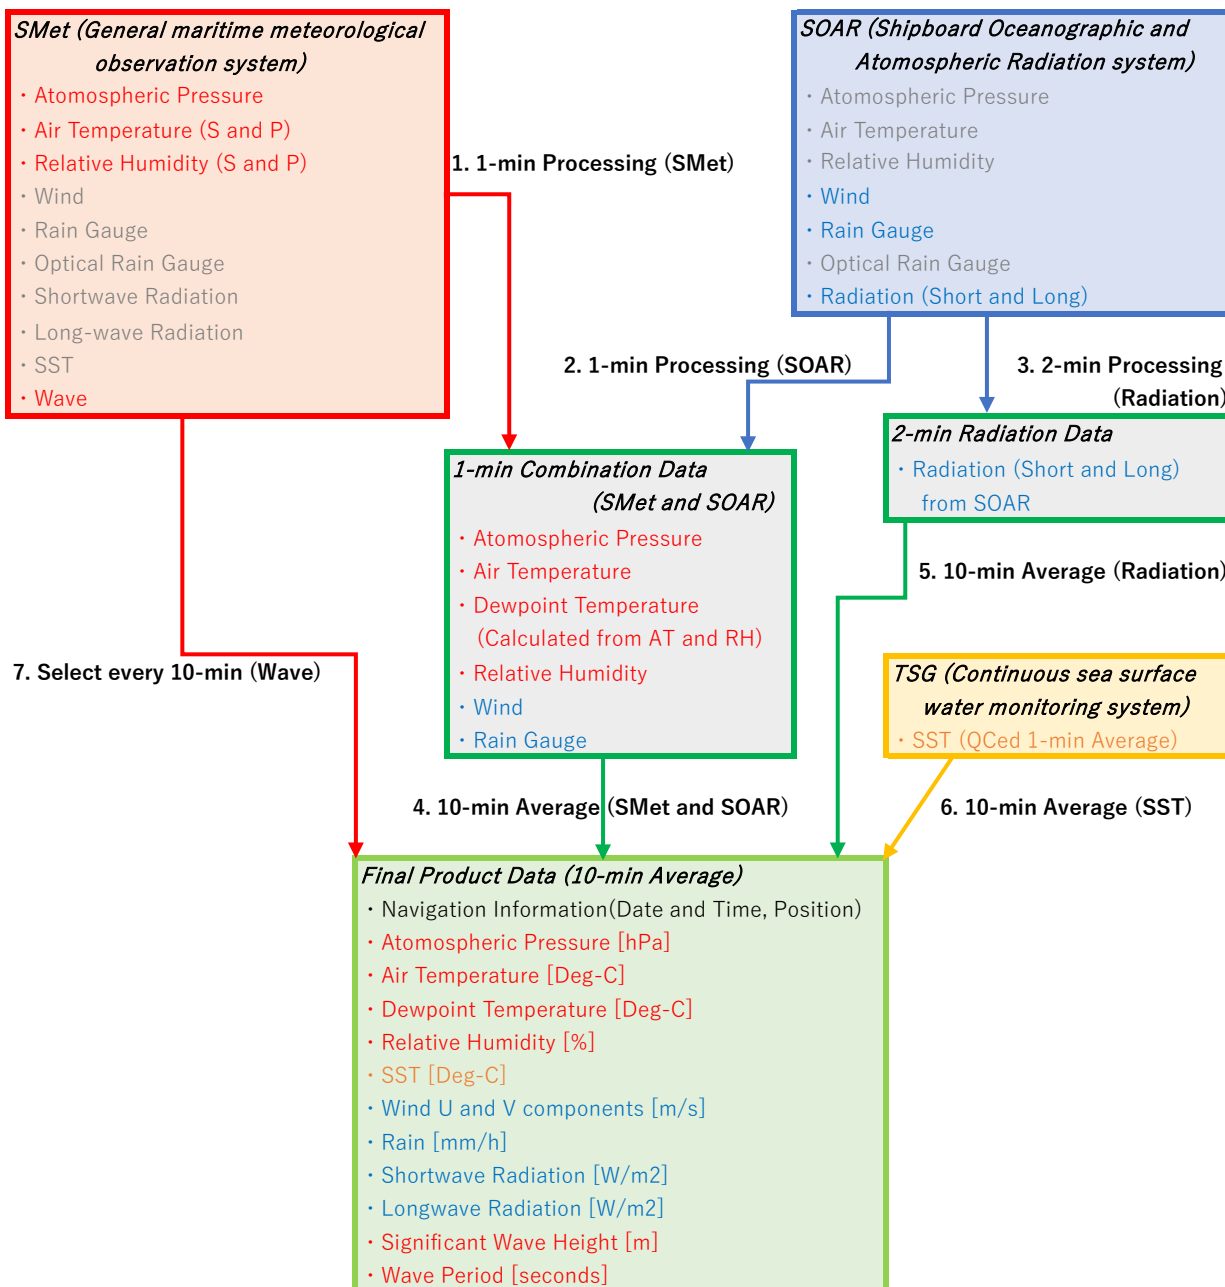 SMet (General maritime meteorological
observation system)
・Atomospheric Pressure
・Air Temperature (S and P)
・Relative Humidity (S and P)
・Wind
・Rain Gauge
・Optical Rain Gauge
・Shortwave Radiation
・Long-wave Radiation
・SST
・Wave
SOAR (Shipboard Oceanographic and
Atomospheric Radiation system)
・Atomospheric Pressure
・Air Temperature
・Relative Humidity
・Wind
・Rain Gauge
・Optical Rain Gauge
・Radiation (Short and Long)
1. 1-min Processing (SMet)
2. 1-min Processing (SOAR)
3. 2-min Processing
(Radiation)
1-min Combination Data
(SMet and SOAR)
・Atomospheric Pressure
・Air Temperature
・Dewpoint Temperature
(Calculated from AT and RH)
・Relative Humidity
・Wind
・Rain Gauge
2-min Radiation Data
・Radiation (Short and Long)
from SOAR
5. 10-min Average (Radiation)
TSG (Continuous sea surface
water monitoring system)
・SST (QCed 1-min Average)
7. Select every 10-min (Wave)
4. 10-min Average (SMet and SOAR)
6. 10-min Average (SST)
Final Product Data (10-min Average)
・Navigation Information(Date and Time, Position)
・Atomospheric Pressure [hPa]
・Air Temperature [Deg-C]
・Dewpoint Temperature [Deg-C]
・Relative Humidity [%]
・SST [Deg-C]
・Wind U and V components [m/s]
・Rain [mm/h]
・Shortwave Radiation [W/m2]
・Longwave Radiation [W/m2]
・Significant Wave Height [m]
・Wave Period [seconds]